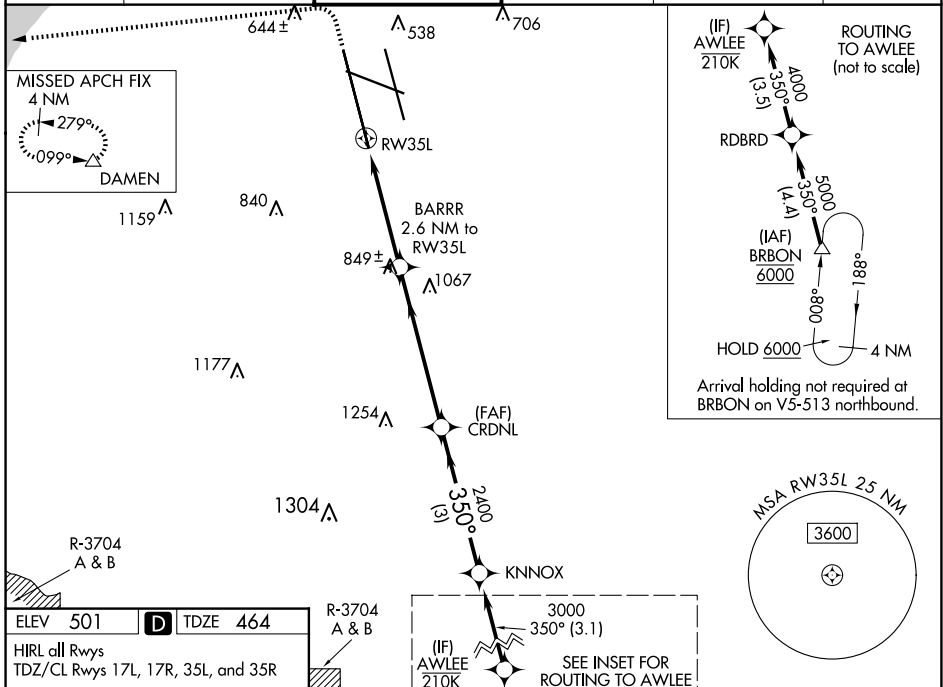 644±
538
706
MISSED APCH FIX
4 NM
279°
099°
DAMEN
RW35L
1159
840
BARRR
2.6 NM to
RW35L
849±
1067
1177
1254
(FAF)
CRDNL
1304
2400
350°
(3)
KNNOX
R-3704
A & B
R-3704
A & B
3000
350° (3.1)
(IF)
AWLEE
210K
SEE INSET FOR
ROUTING TO AWLEE
(IF)
AWLEE
210K
ROUTING
TO AWLEE
(not to scale)
4000
350°
(3.5)
RDBRD
5000
350°
(4.4)
(IAF)
BRBON
6000
008°
188°
HOLD 6000
4 NM
Arrival holding not required at
BRBON on V5-513 northbound.
MSA RW35L 25 NM
3600
ELEV 501 D TDZE 464
HIRL all Rwys
TDZ/CL Rwys 17L, 17R, 35L, and 35R